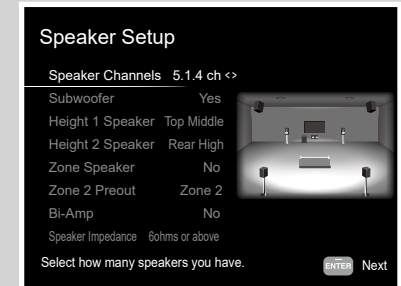 Speaker Setup
Speaker Channels 5.1.4 ch <>
Subwoofer Yes
Height 1 Speaker Top Middle
Height 2 Speaker Rear High
Zone Speaker No
Zone 2 Preout Zone 2
Bi-Amp No
Speaker Impedance 6ohms or above
Select how many speakers you have.
ENTER Next